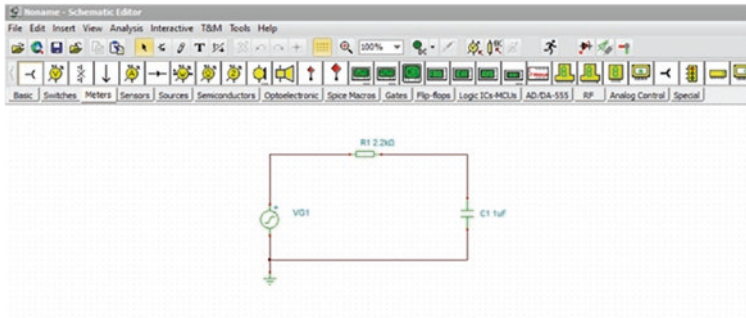 Noname - Schematic Editor
File Edit Insert View Analysis Interactive T&M Tools Help
100%
Basic Switches Meters Sensors Sources Semiconductors Optoelectronic Spice Macros Gates Flip-flops Logic ICs-MCUs AD/DA-555 RF Analog Control Special
R1 2.2kΩ
VG1
C1 1uF